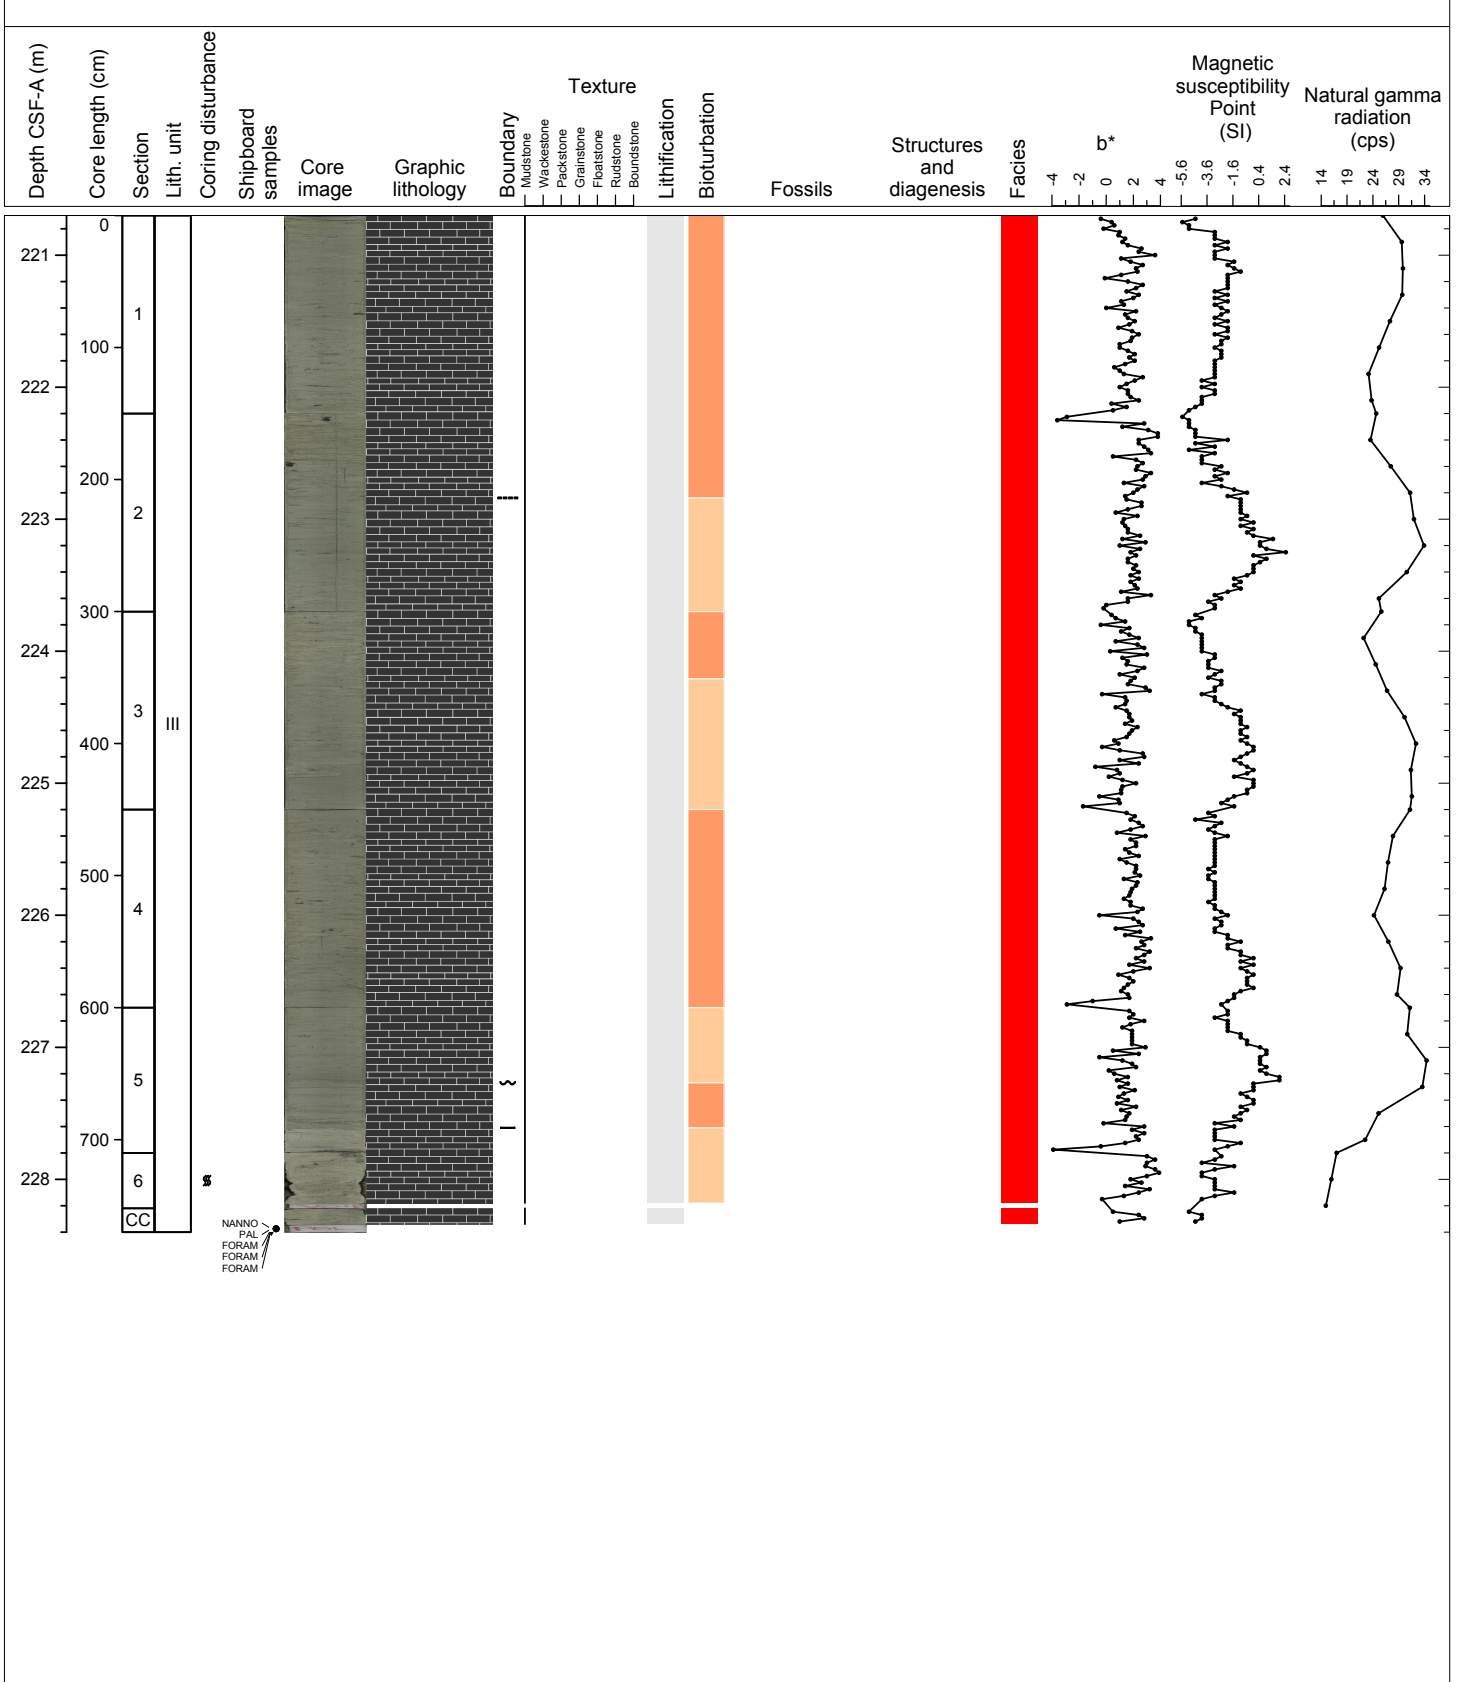 Depth CSF-A (m)
Core length (cm)
Section
Lith. unit
Coring disturbance
Shipboard
samples
Core
image
Graphic
lithology
Boundary
Texture
Mudstone
Wackestone
Packstone
Grainstone
Floatstone
Rudstone
Boundstone
Lithification
Bioturbation
Fossils
Structures
and
diagenesis
Facies
b*
-4 -2 0 2 4
Magnetic
susceptibility
Point
(SI)
-5.6 -3.6 -1.6 0.4 2.4
Natural gamma
radiation
(cps)
14 19 24 29 34
0
221
1
100
222
200
2
223
300
224
3
III
400
225
500
4
226
600
227
5
700
228
6
CC
NANNO
PAL
FORAM
FORAM
FORAM